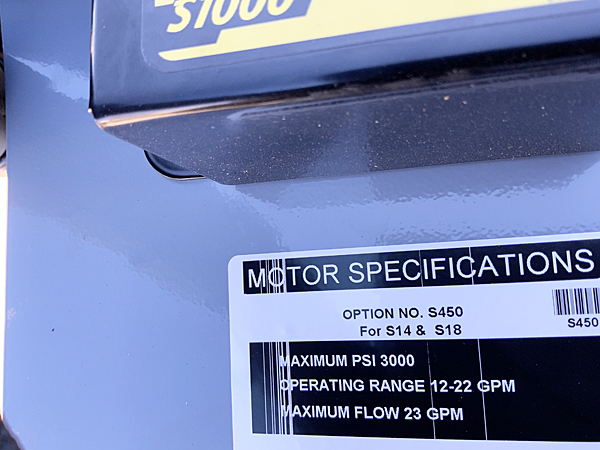 S1000
MOTOR SPECIFICATIONS
OPTION NO. S450
For S14 & S18
S450
MAXIMUM PSI 3000
OPERATING RANGE 12-22 GPM
MAXIMUM FLOW 23 GPM